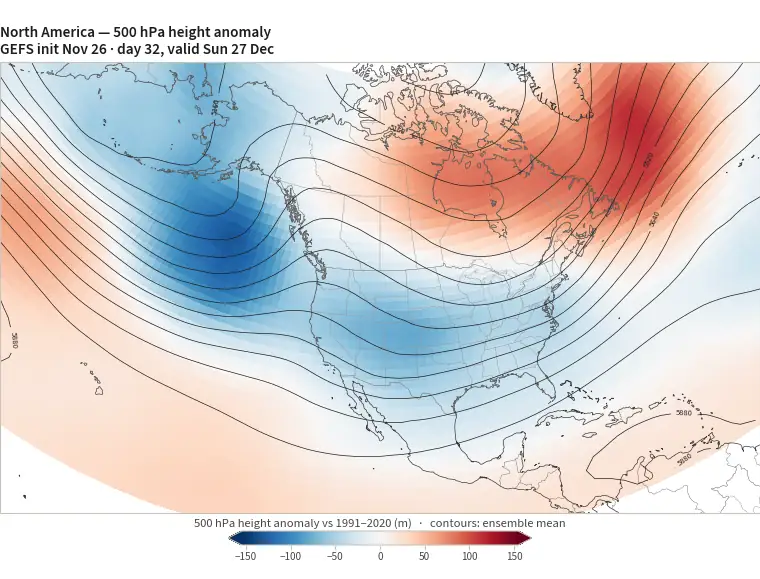 North America — 500 hPa height anomaly
GEFS init Nov 26 · day 32, valid Sun 27 Dec
5880
5880
5880
500 hPa height anomaly vs 1991–2020 (m) · contours: ensemble mean
−150 −100 −50 0 50 100 150